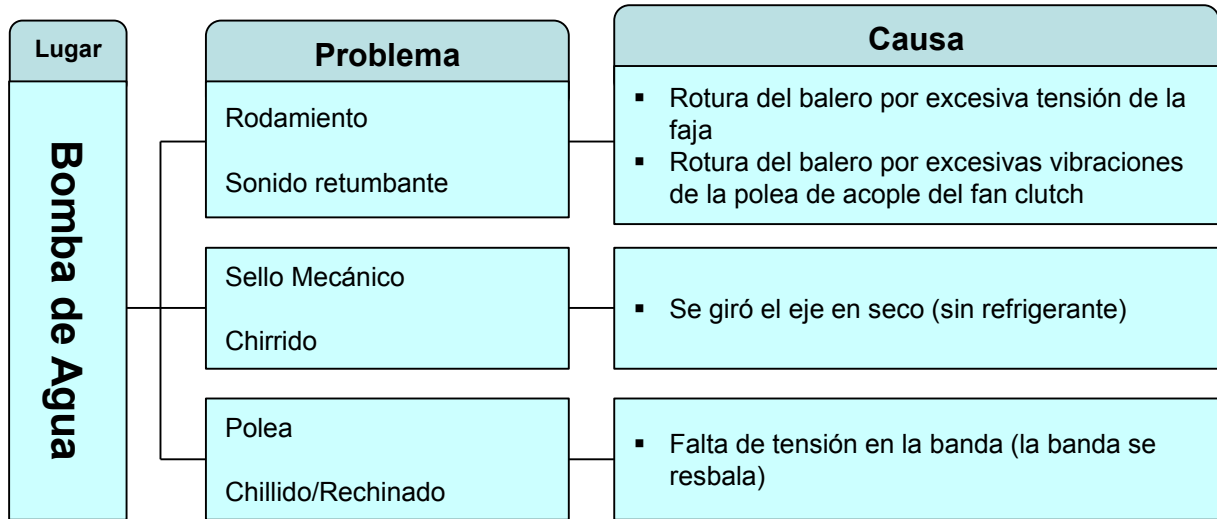 Lugar
Problema
Causa
Bomba de Agua
Rodamiento
Sonido retumbante
▪ Rotura del balero por excesiva tensión de la
faja
▪ Rotura del balero por excesivas vibraciones
de la polea de acople del fan clutch
Sello Mecánico
Chirrido
▪ Se giró el eje en seco (sin refrigerante)
Polea
Chillido/Rechinado
▪ Falta de tensión en la banda (la banda se
resbala)